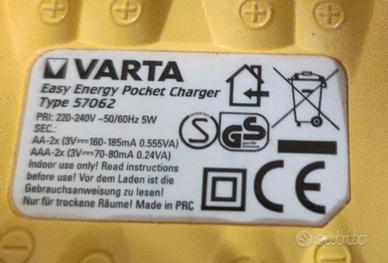 VARTA
Easy Energy Pocket Charger
Type 57062
PRI: 220-240V ~50/60Hz 5W
SEC.:
AA-2x (3V⎓160-185mA 0.555VA)
AAA-2x (3V⎓70-80mA 0.24VA)
Indoor use only! Read instructions
before use! Vor dem Laden ist die
Gebrauchsanweisung zu lesen!
Nur für trockene Räume! Made in PRC
S
GS
CE
subito